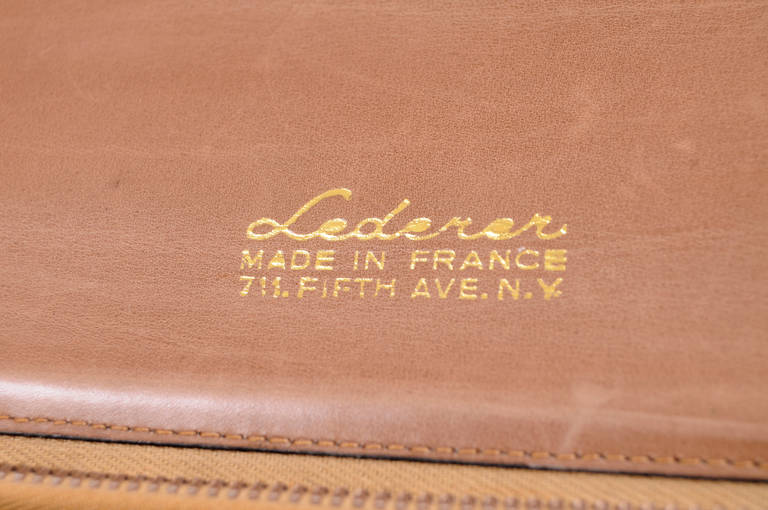 Lederer
MADE IN FRANCE
711. FIFTH AVE. N.Y.